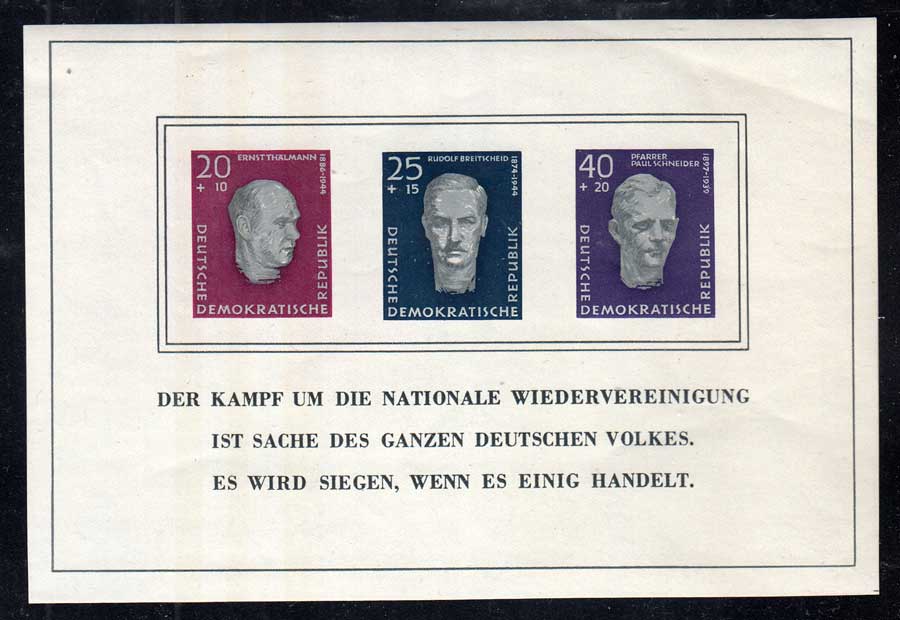 20
+ 10
ERNST THÄLMANN
1886-1944
DEUTSCHE
DEMOKRATISCHE
REPUBLIK
25
+ 15
RUDOLF BREITSCHEID
1874-1944
DEUTSCHE
DEMOKRATISCHE
REPUBLIK
40
+ 20
PFARRER
PAUL SCHNEIDER
1897-1939
DEUTSCHE
DEMOKRATISCHE
REPUBLIK
DER KAMPF UM DIE NATIONALE WIEDERVEREINIGUNG
IST SACHE DES GANZEN DEUTSCHEN VOLKES.
ES WIRD SIEGEN, WENN ES EINIG HANDELT.